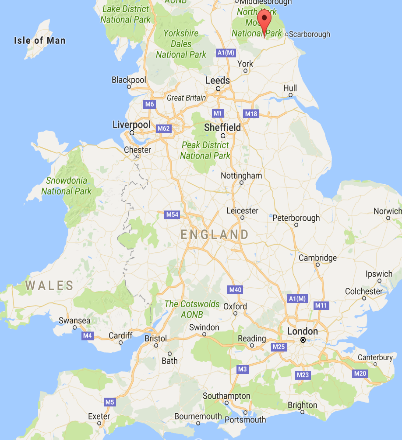 AONB
Middlesbrough
Lake District
National Park
North York
Moors
National Park
Scarborough
Isle of Man
Yorkshire
Dales
National Park
A1(M)
York
Blackpool
Leeds
M6
Great Britain
Hull
M1
M18
Liverpool
M62
Sheffield
Chester
Peak District
National Park
Snowdonia
National Park
Nottingham
M54
Leicester
Norwich
Peterborough
ENGLAND
Cambridge
WALES
M40
Ipswich
A1(M)
M11
Colchester
The Cotswolds
AONB
Oxford
Swansea
Cardiff
Swindon
London
M4
Bristol
Reading
M25
Bath
Canterbury
M3
M23
M20
Southampton
M5
Brighton
Exeter
Bournemouth
Portsmouth